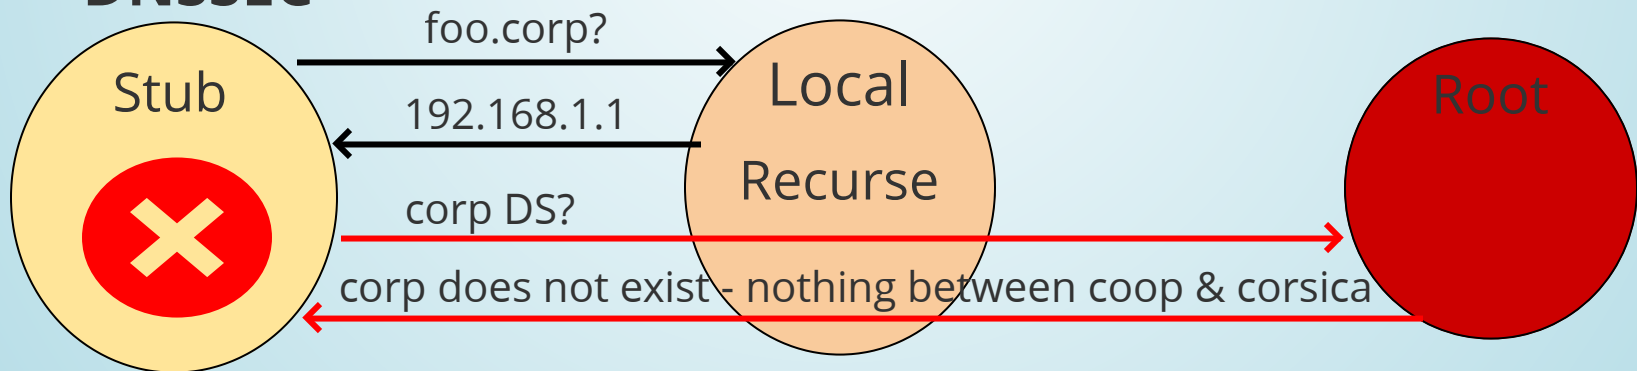 DNSSEC
foo.corp?
Stub
Local
Root
192.168.1.1
Recurse
corp DS?
corp does not exist - nothing between coop & corsica